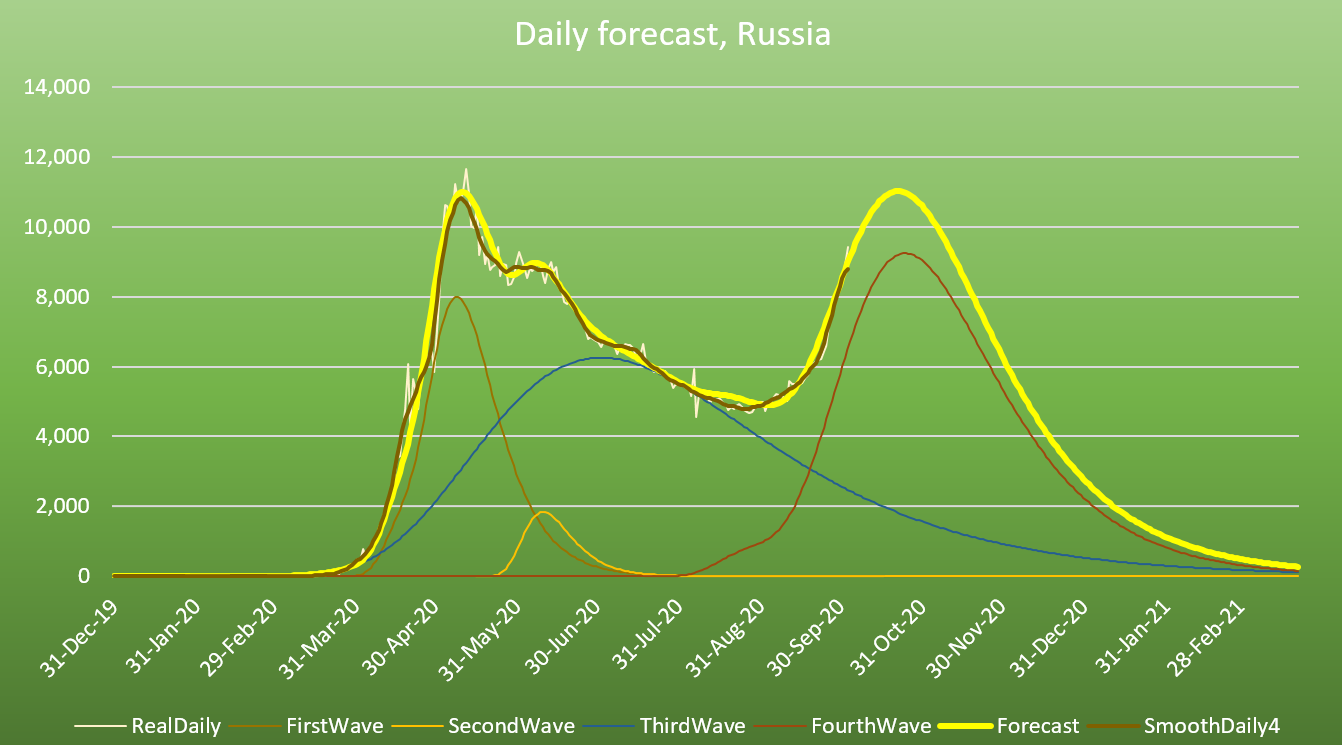 Daily forecast, Russia
14,000
12,000
10,000
8,000
6,000
4,000
2,000
0
31-Dec-19 31-Jan-20 29-Feb-20 31-Mar-20 30-Apr-20 31-May-20 30-Jun-20 31-Jul-20 31-Aug-20 30-Sep-20 31-Oct-20 30-Nov-20 31-Dec-20 31-Jan-21 28-Feb-21
RealDaily FirstWave SecondWave ThirdWave FourthWave Forecast SmoothDaily4